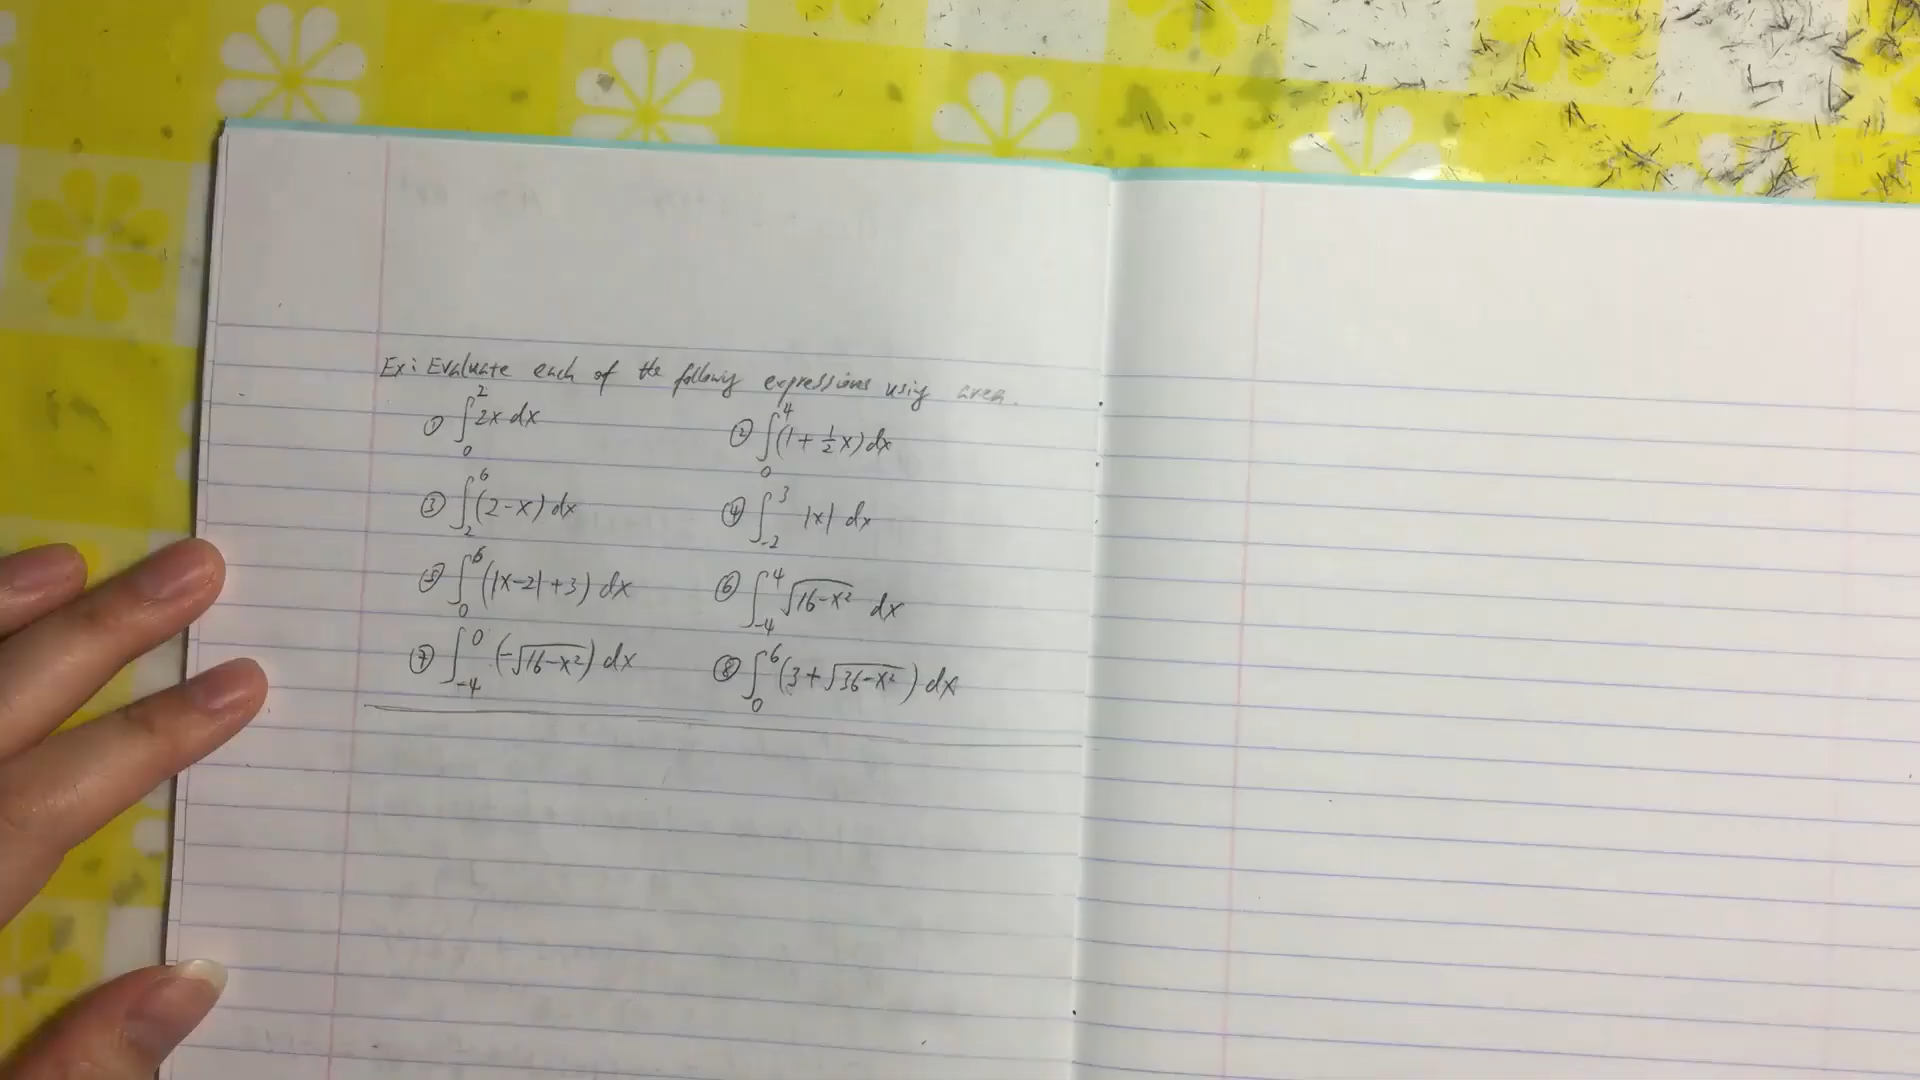 Ex: Evaluate each of the following expressions using area.
① ∫₀² 2x dx ② ∫₀⁴ (1 + ½x) dx
③ ∫₂⁶ (2-x) dx ④ ∫₋₂³ |x| dx
⑤ ∫₀⁶ (|x-2|+3) dx ⑥ ∫₋₄⁴ √(16-x²) dx
⑦ ∫₋₄⁰ (-√(16-x²)) dx ⑧ ∫₀⁶ (3+√(36-x²)) dx